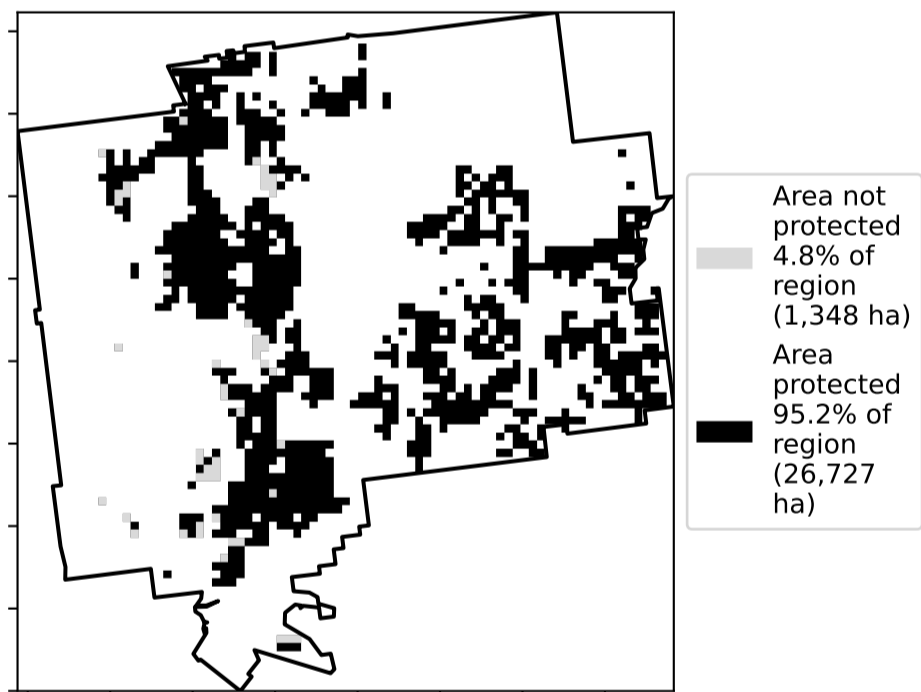 Area not
protected
4.8% of
region
(1,348 ha)
Area
protected
95.2% of
region
(26,727
ha)